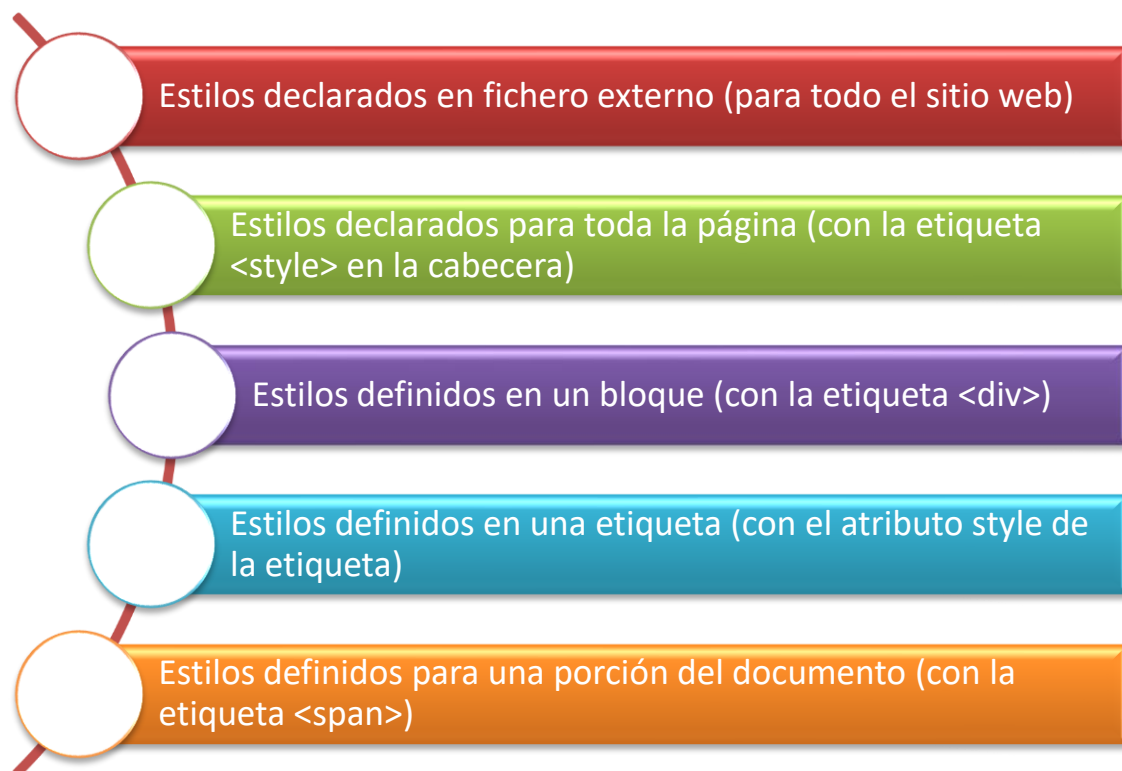 Estilos declarados en fichero externo (para todo el sitio web)
Estilos declarados para toda la página (con la etiqueta
<style> en la cabecera)
Estilos definidos en un bloque (con la etiqueta <div>)
Estilos definidos en una etiqueta (con el atributo style de
la etiqueta)
Estilos definidos para una porción del documento (con la
etiqueta <span>)